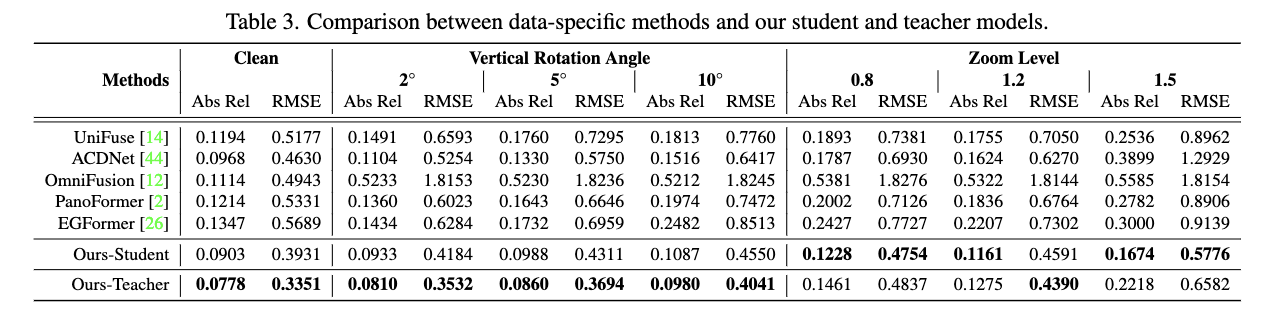 Table 3. Comparison between data-specific methods and our student and teacher models.
Methods Clean Vertical Rotation Angle Zoom Level
2° 5° 10° 0.8 1.2 1.5
Abs Rel RMSE Abs Rel RMSE Abs Rel RMSE Abs Rel RMSE Abs Rel RMSE Abs Rel RMSE Abs Rel RMSE
UniFuse [14] 0.1194 0.5177 0.1491 0.6593 0.1760 0.7295 0.1813 0.7760 0.1893 0.7381 0.1755 0.7050 0.2536 0.8962
ACDNet [44] 0.0968 0.4630 0.1104 0.5254 0.1330 0.5750 0.1516 0.6417 0.1787 0.6930 0.1624 0.6270 0.3899 1.2929
OmniFusion [12] 0.1114 0.4943 0.5233 1.8153 0.5230 1.8236 0.5212 1.8245 0.5381 1.8276 0.5322 1.8144 0.5585 1.8154
PanoFormer [2] 0.1214 0.5331 0.1360 0.6023 0.1643 0.6646 0.1974 0.7472 0.2002 0.7126 0.1836 0.6764 0.2782 0.8906
EGFormer [26] 0.1347 0.5689 0.1434 0.6284 0.1732 0.6959 0.2482 0.8513 0.2427 0.7727 0.2207 0.7302 0.3000 0.9139
Ours-Student 0.0903 0.3931 0.0933 0.4184 0.0988 0.4311 0.1087 0.4550 0.1228 0.4754 0.1161 0.4591 0.1674 0.5776
Ours-Teacher 0.0778 0.3351 0.0810 0.3532 0.0860 0.3694 0.0980 0.4041 0.1461 0.4837 0.1275 0.4390 0.2218 0.6582